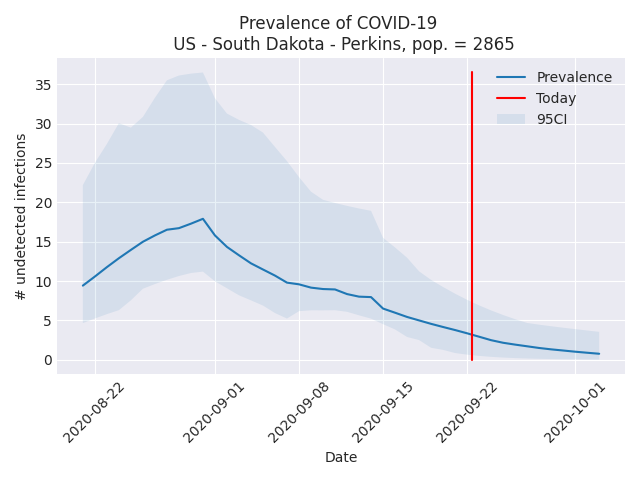 Prevalence of COVID-19
US - South Dakota - Perkins, pop. = 2865
Prevalence
Today
95CI
# undetected infections
35
30
25
20
15
10
5
0
2020-08-22
2020-09-01
2020-09-08
2020-09-15
2020-09-22
2020-10-01
Date